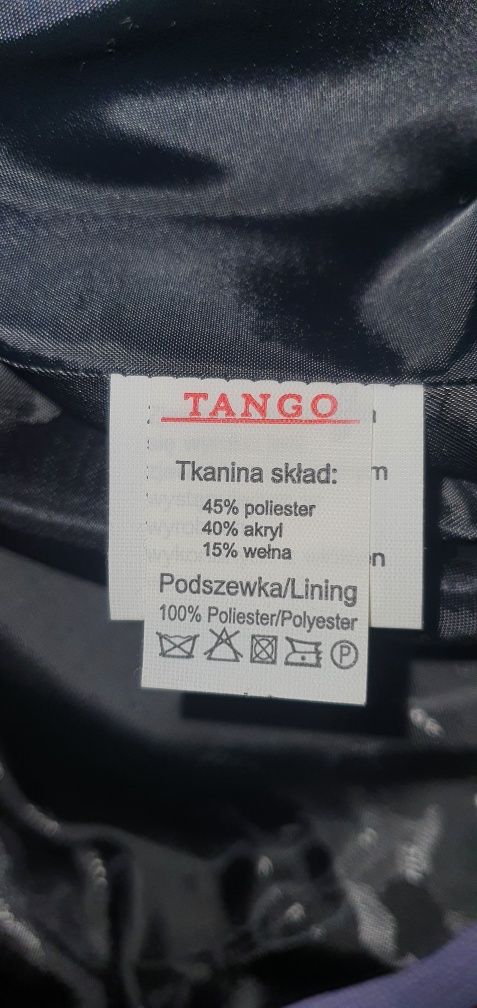 TANGO
Tkanina skład:
45% poliester
40% akryl
15% wełna
Podszewka/Lining
100% Poliester/Polyester
P